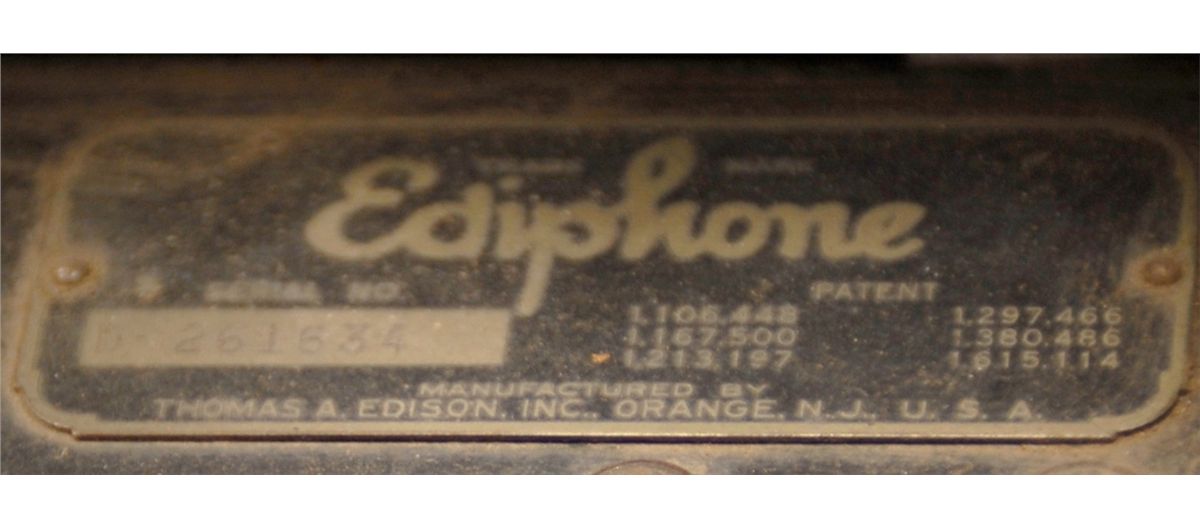 TRADE MARK
Ediphone
SERIAL NO. PATENT
261634 1,106,448 1,297,466
1,167,500 1,380,486
1,213,197 1,615,114
MANUFACTURED BY
THOMAS A. EDISON, INC., ORANGE, N. J., U. S. A.